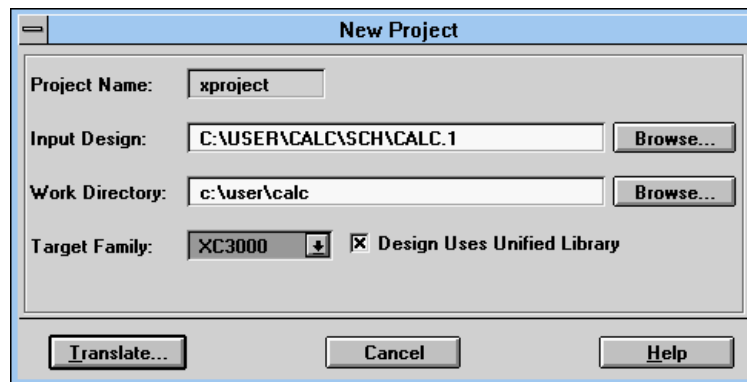 New Project
Project Name: xproject
Input Design: C:\USER\CALC\SCH\CALC.1 Browse...
Work Directory: c:\user\calc Browse...
Target Family: XC3000 Design Uses Unified Library
Translate... Cancel Help